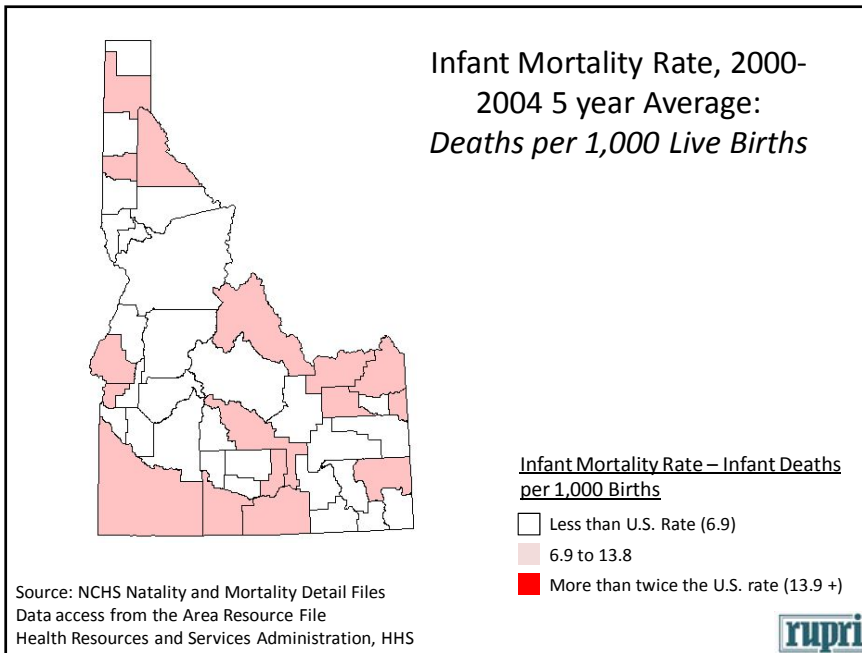 Infant Mortality Rate, 2000-
2004 5 year Average:
Deaths per 1,000 Live Births
Infant Mortality Rate – Infant Deaths
per 1,000 Births
Less than U.S. Rate (6.9)
6.9 to 13.8
More than twice the U.S. rate (13.9 +)
Source: NCHS Natality and Mortality Detail Files
Data access from the Area Resource File
Health Resources and Services Administration, HHS
rupri